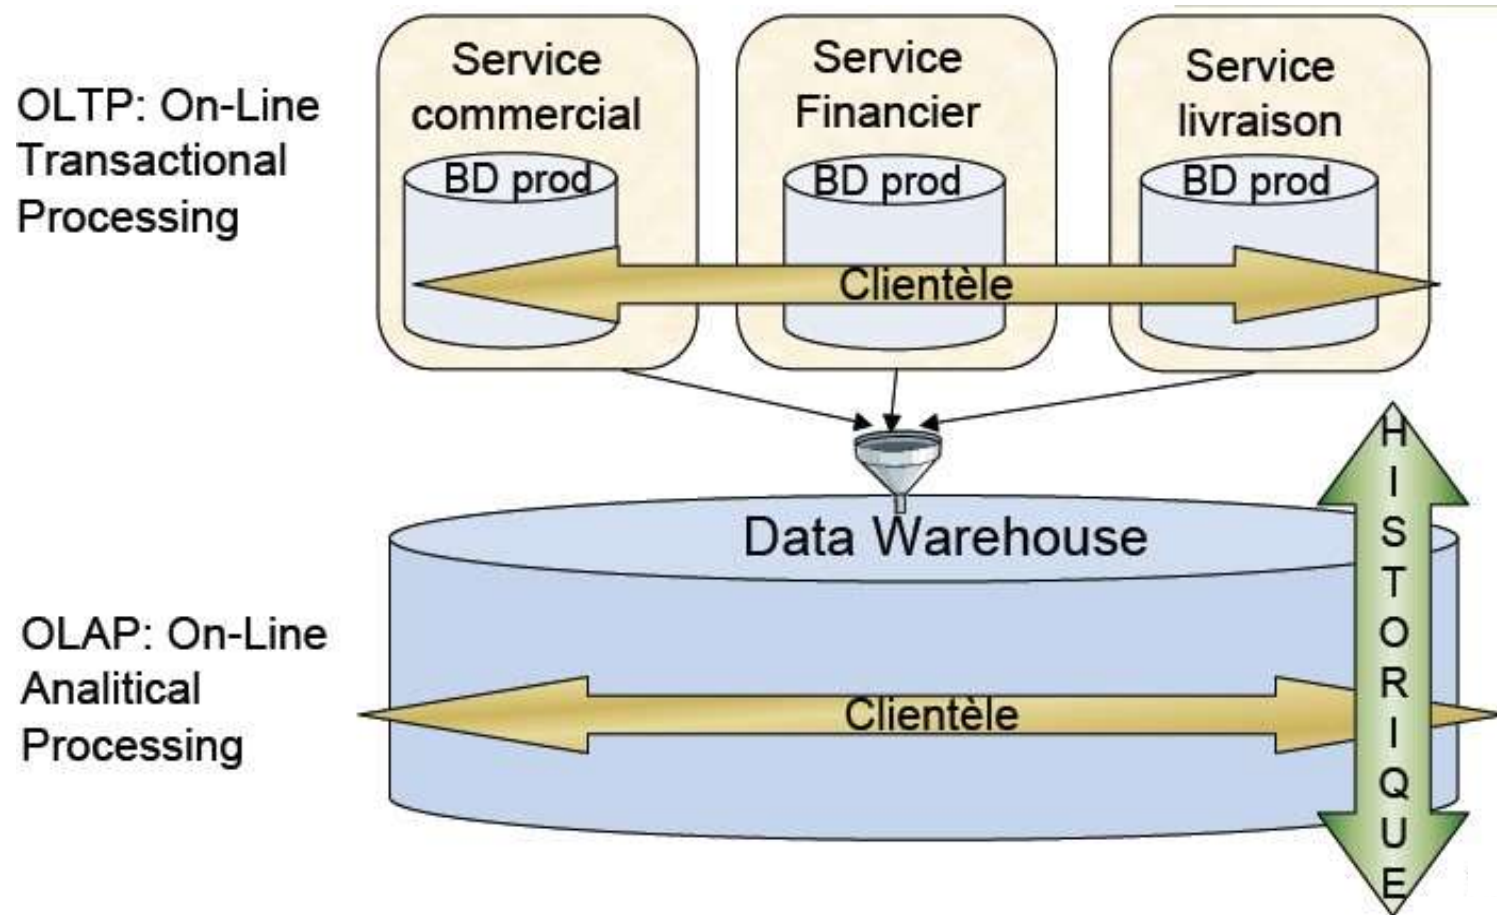 OLTP: On-Line
Transactional
Processing
Service
commercial
BD prod
Service
Financier
BD prod
Service
livraison
BD prod
Clientèle
Data Warehouse
OLAP: On-Line
Analitical
Processing
Clientèle
HISTORIQUE